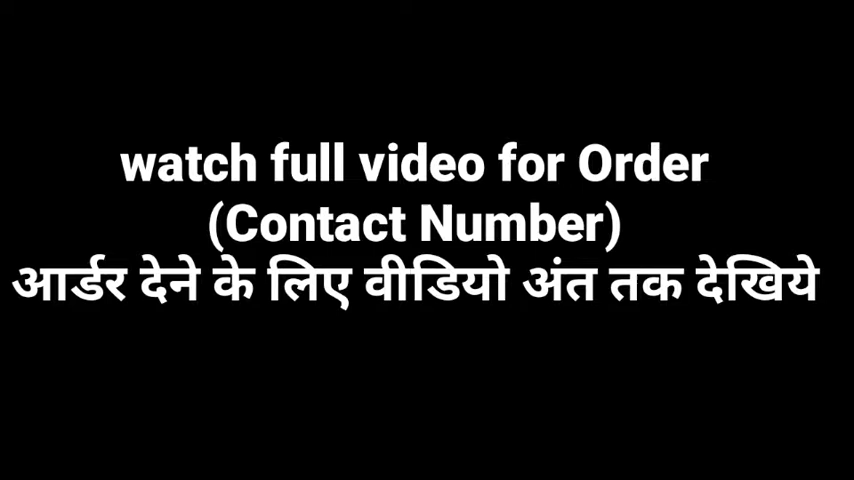 watch full video for Order
(Contact Number)
आर्डर देने के लिए वीडियो अंत तक देखिये